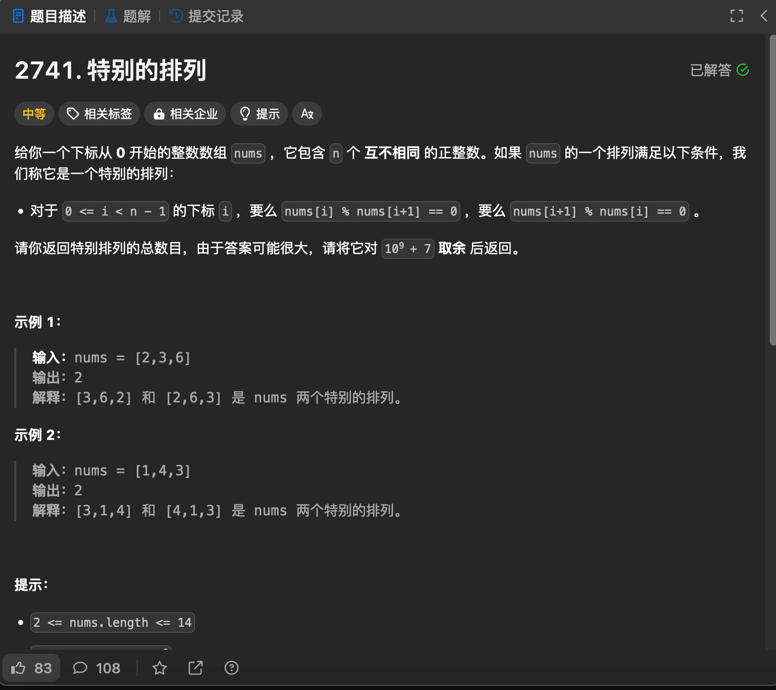 题目描述 | 题解 | 提交记录
2741. 特别的排列
已解答
中等 相关标签 相关企业 提示 A文
给你一个下标从 0 开始的整数数组 nums ，它包含 n 个 互不相同 的正整数。如果 nums 的一个排列满足以下条件，我
们称它是一个特别的排列：
• 对于 0 <= i < n - 1 的下标 i ，要么 nums[i] % nums[i+1] == 0 ，要么 nums[i+1] % nums[i] == 0 。
请你返回特别排列的总数目，由于答案可能很大，请将它对 10⁹ + 7 取余 后返回。
示例 1：
输入：nums = [2,3,6]
输出：2
解释：[3,6,2] 和 [2,6,3] 是 nums 两个特别的排列。
示例 2：
输入：nums = [1,4,3]
输出：2
解释：[3,1,4] 和 [4,1,3] 是 nums 两个特别的排列。
提示：
• 2 <= nums.length <= 14
83 108